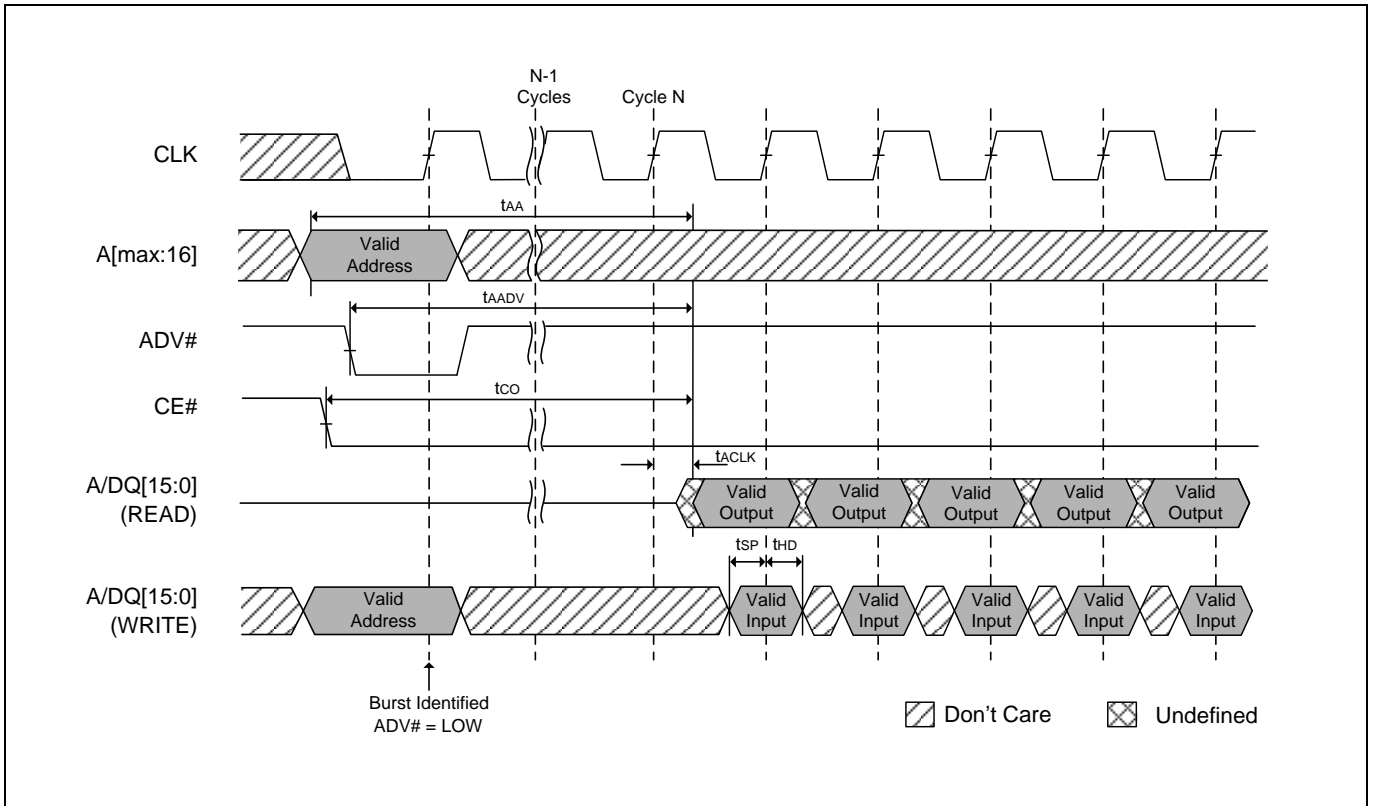 N-1
Cycles
Cycle N
CLK
tAA
A[max:16]
Valid
Address
tAADV
ADV#
tCO
CE#
tACLK
A/DQ[15:0]
(READ)
Valid
Output
Valid
Output
Valid
Output
Valid
Output
Valid
Output
tSP
tHD
A/DQ[15:0]
(WRITE)
Valid
Address
Valid
Input
Valid
Input
Valid
Input
Valid
Input
Valid
Input
Burst Identified
ADV# = LOW
Don't Care
Undefined